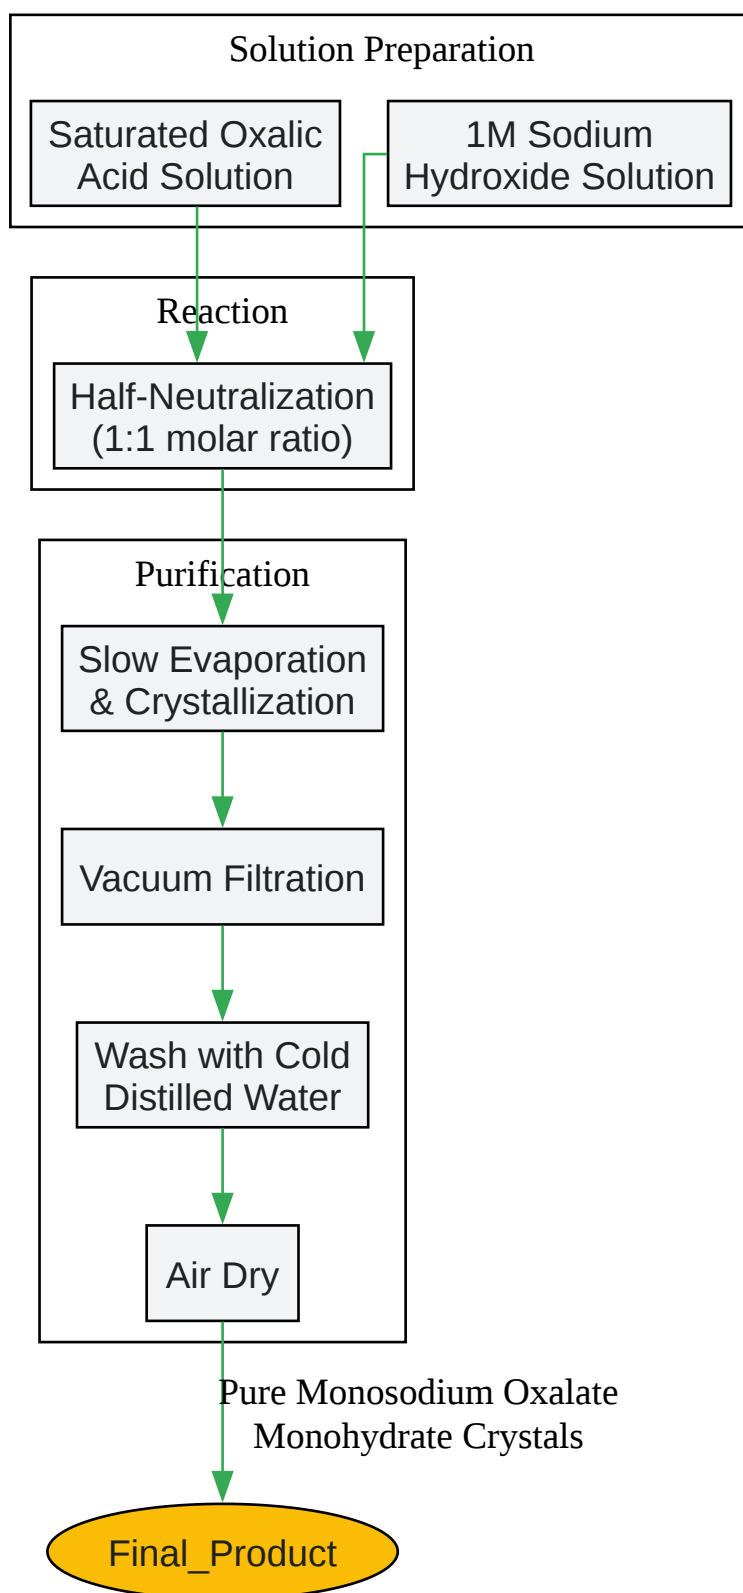 Solution Preparation
Saturated Oxalic
Acid Solution
1M Sodium
Hydroxide Solution
Reaction
Half-Neutralization
(1:1 molar ratio)
Purification
Slow Evaporation
& Crystallization
Vacuum Filtration
Wash with Cold
Distilled Water
Air Dry
Pure Monosodium Oxalate
Monohydrate Crystals
Final_Product